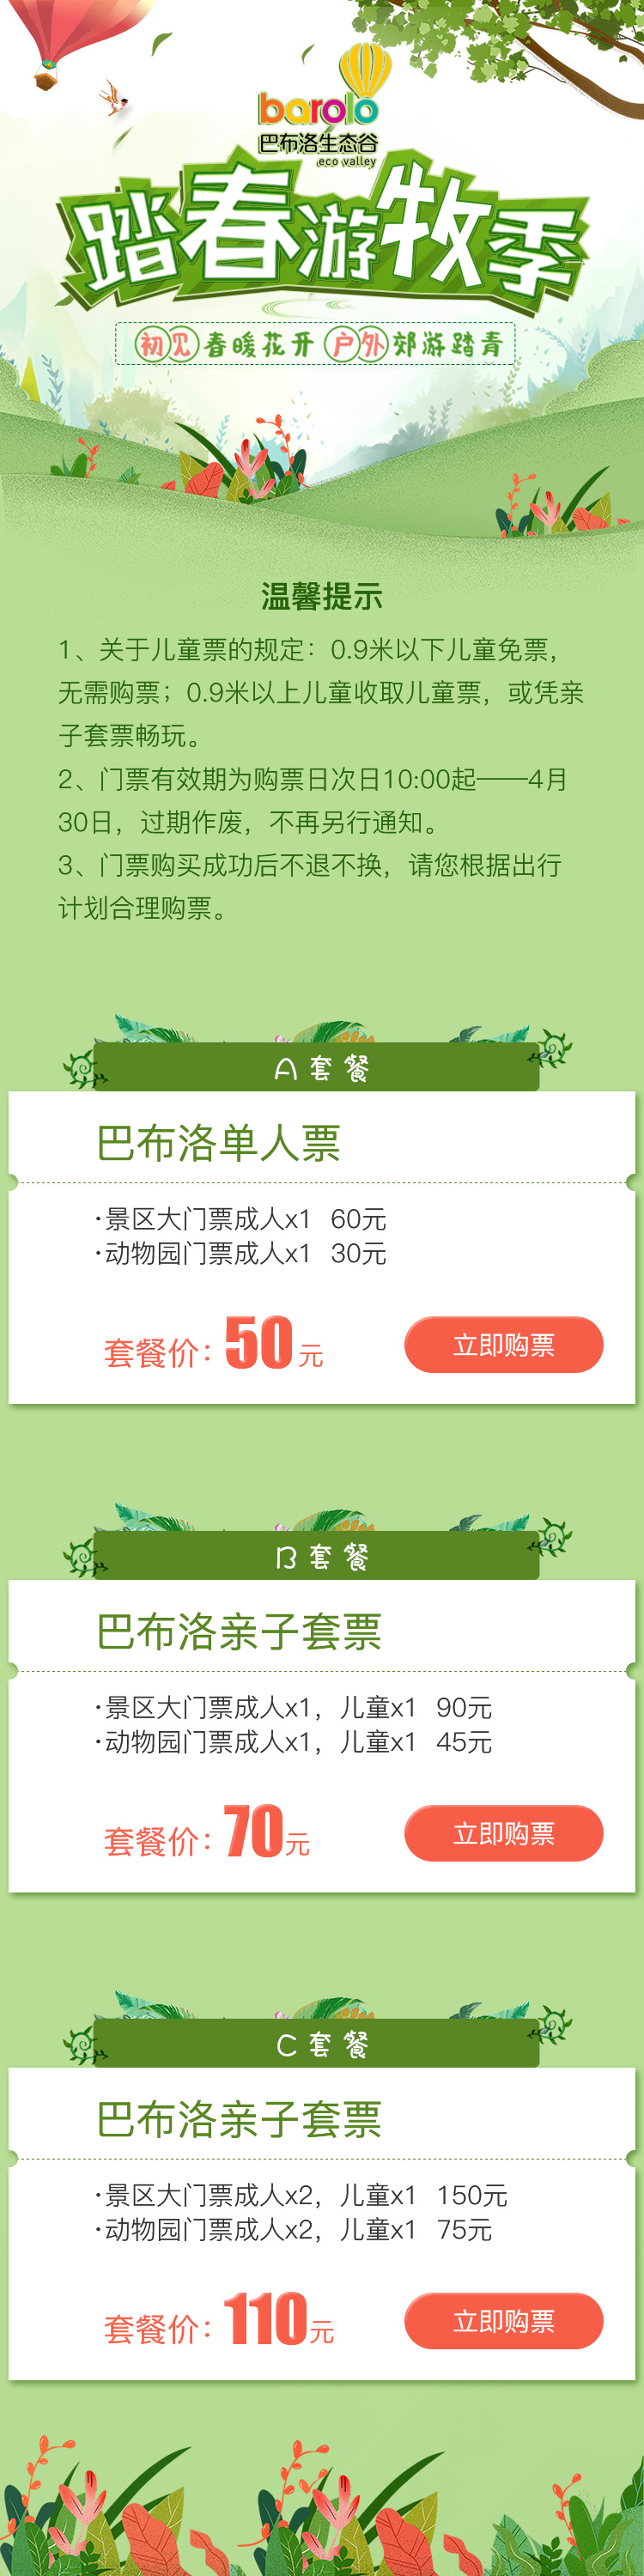 barolo
巴布洛生态谷
eco valley
踏春游牧季
初见春暖花开 户外郊游踏青
温馨提示
1、关于儿童票的规定：0.9米以下儿童免票，
无需购票；0.9米以上儿童收取儿童票，或凭亲
子套票畅玩。
2、门票有效期为购票日次日10:00起——4月
30日，过期作废，不再另行通知。
3、门票购买成功后不退不换，请您根据出行
计划合理购票。
A套餐
巴布洛单人票
·景区大门票成人x1 60元
·动物园门票成人x1 30元
套餐价：50元
立即购票
B套餐
巴布洛亲子套票
·景区大门票成人x1，儿童x1 90元
·动物园门票成人x1，儿童x1 45元
套餐价：70元
立即购票
C套餐
巴布洛亲子套票
·景区大门票成人x2，儿童x1 150元
·动物园门票成人x2，儿童x1 75元
套餐价：110元
立即购票